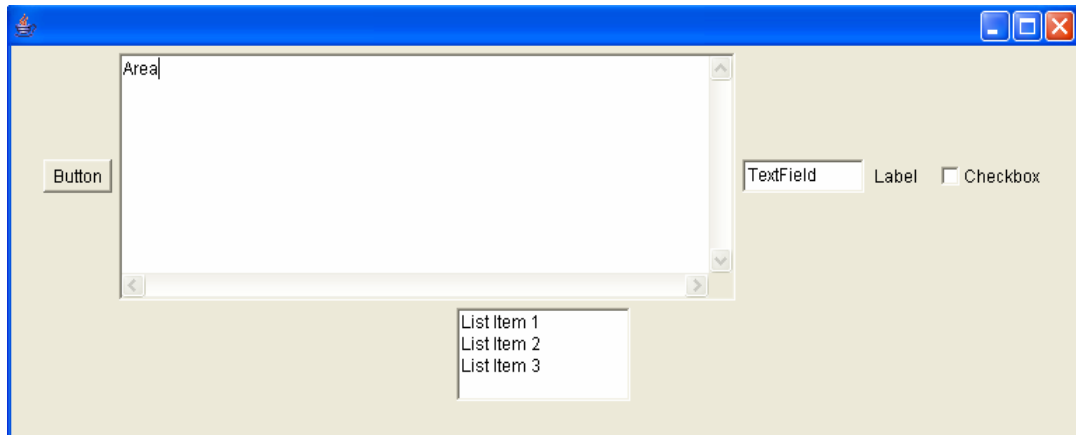 Area
Button
TextField
Label
Checkbox
List Item 1
List Item 2
List Item 3